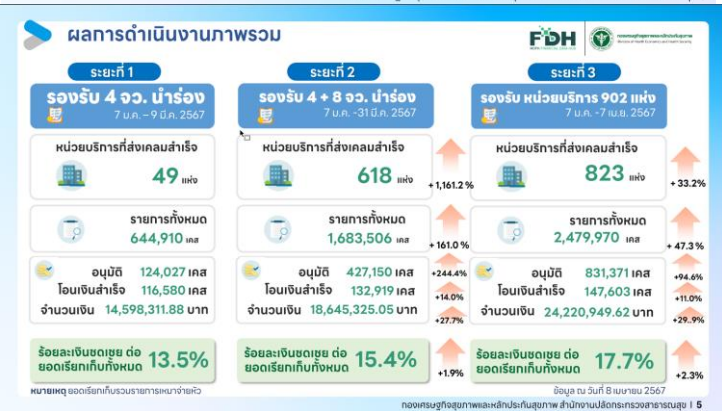 ผลการดำเนินงานภาพรวม
FDH
กองเศรษฐกิจสุขภาพและหลักประกันสุขภาพ
ระยะที่ 1
รองรับ 4 จว. นำร่อง
7 ม.ค. – 9 มี.ค. 2567
หน่วยบริการที่ส่งเคลมสำเร็จ
49 แห่ง
รายการทั้งหมด
644,910 เคส
อนุมัติ 124,027 เคส
โอนเงินสำเร็จ 116,580 เคส
จำนวนเงิน 14,598,311.88 บาท
ร้อยละเงินชดเชย ต่อ
ยอดเรียกเก็บทั้งหมด 13.5%
ระยะที่ 2
รองรับ 4 + 8 จว. นำร่อง
7 ม.ค. -31 มี.ค. 2567
หน่วยบริการที่ส่งเคลมสำเร็จ
618 แห่ง
+ 1,161.2 %
รายการทั้งหมด
1,683,506 เคส
+ 161.0 %
อนุมัติ 427,150 เคส
+244.4%
โอนเงินสำเร็จ 132,919 เคส
+14.0%
จำนวนเงิน 18,645,325.05 บาท
+27.7%
ร้อยละเงินชดเชย ต่อ
ยอดเรียกเก็บทั้งหมด 15.4%
+1.9%
ระยะที่ 3
รองรับ หน่วยบริการ 902 แห่ง
7 ม.ค. -7 เม.ย. 2567
หน่วยบริการที่ส่งเคลมสำเร็จ
823 แห่ง
+ 33.2%
รายการทั้งหมด
2,479,970 เคส
+ 47.3 %
อนุมัติ 831,371 เคส
+94.6%
โอนเงินสำเร็จ 147,603 เคส
+11.0%
จำนวนเงิน 24,220,949.62 บาท
+29..9%
ร้อยละเงินชดเชย ต่อ
ยอดเรียกเก็บทั้งหมด 17.7%
+2.3%
หมายเหตุ ยอดเรียกเก็บรวมรายการเหมาจ่ายหัว
ข้อมูล ณ วันที่ 8 เมษายน 2567
กองเศรษฐกิจสุขภาพและหลักประกันสุขภาพ สำนักงานปลัดกระทรวงสาธารณสุข | 5